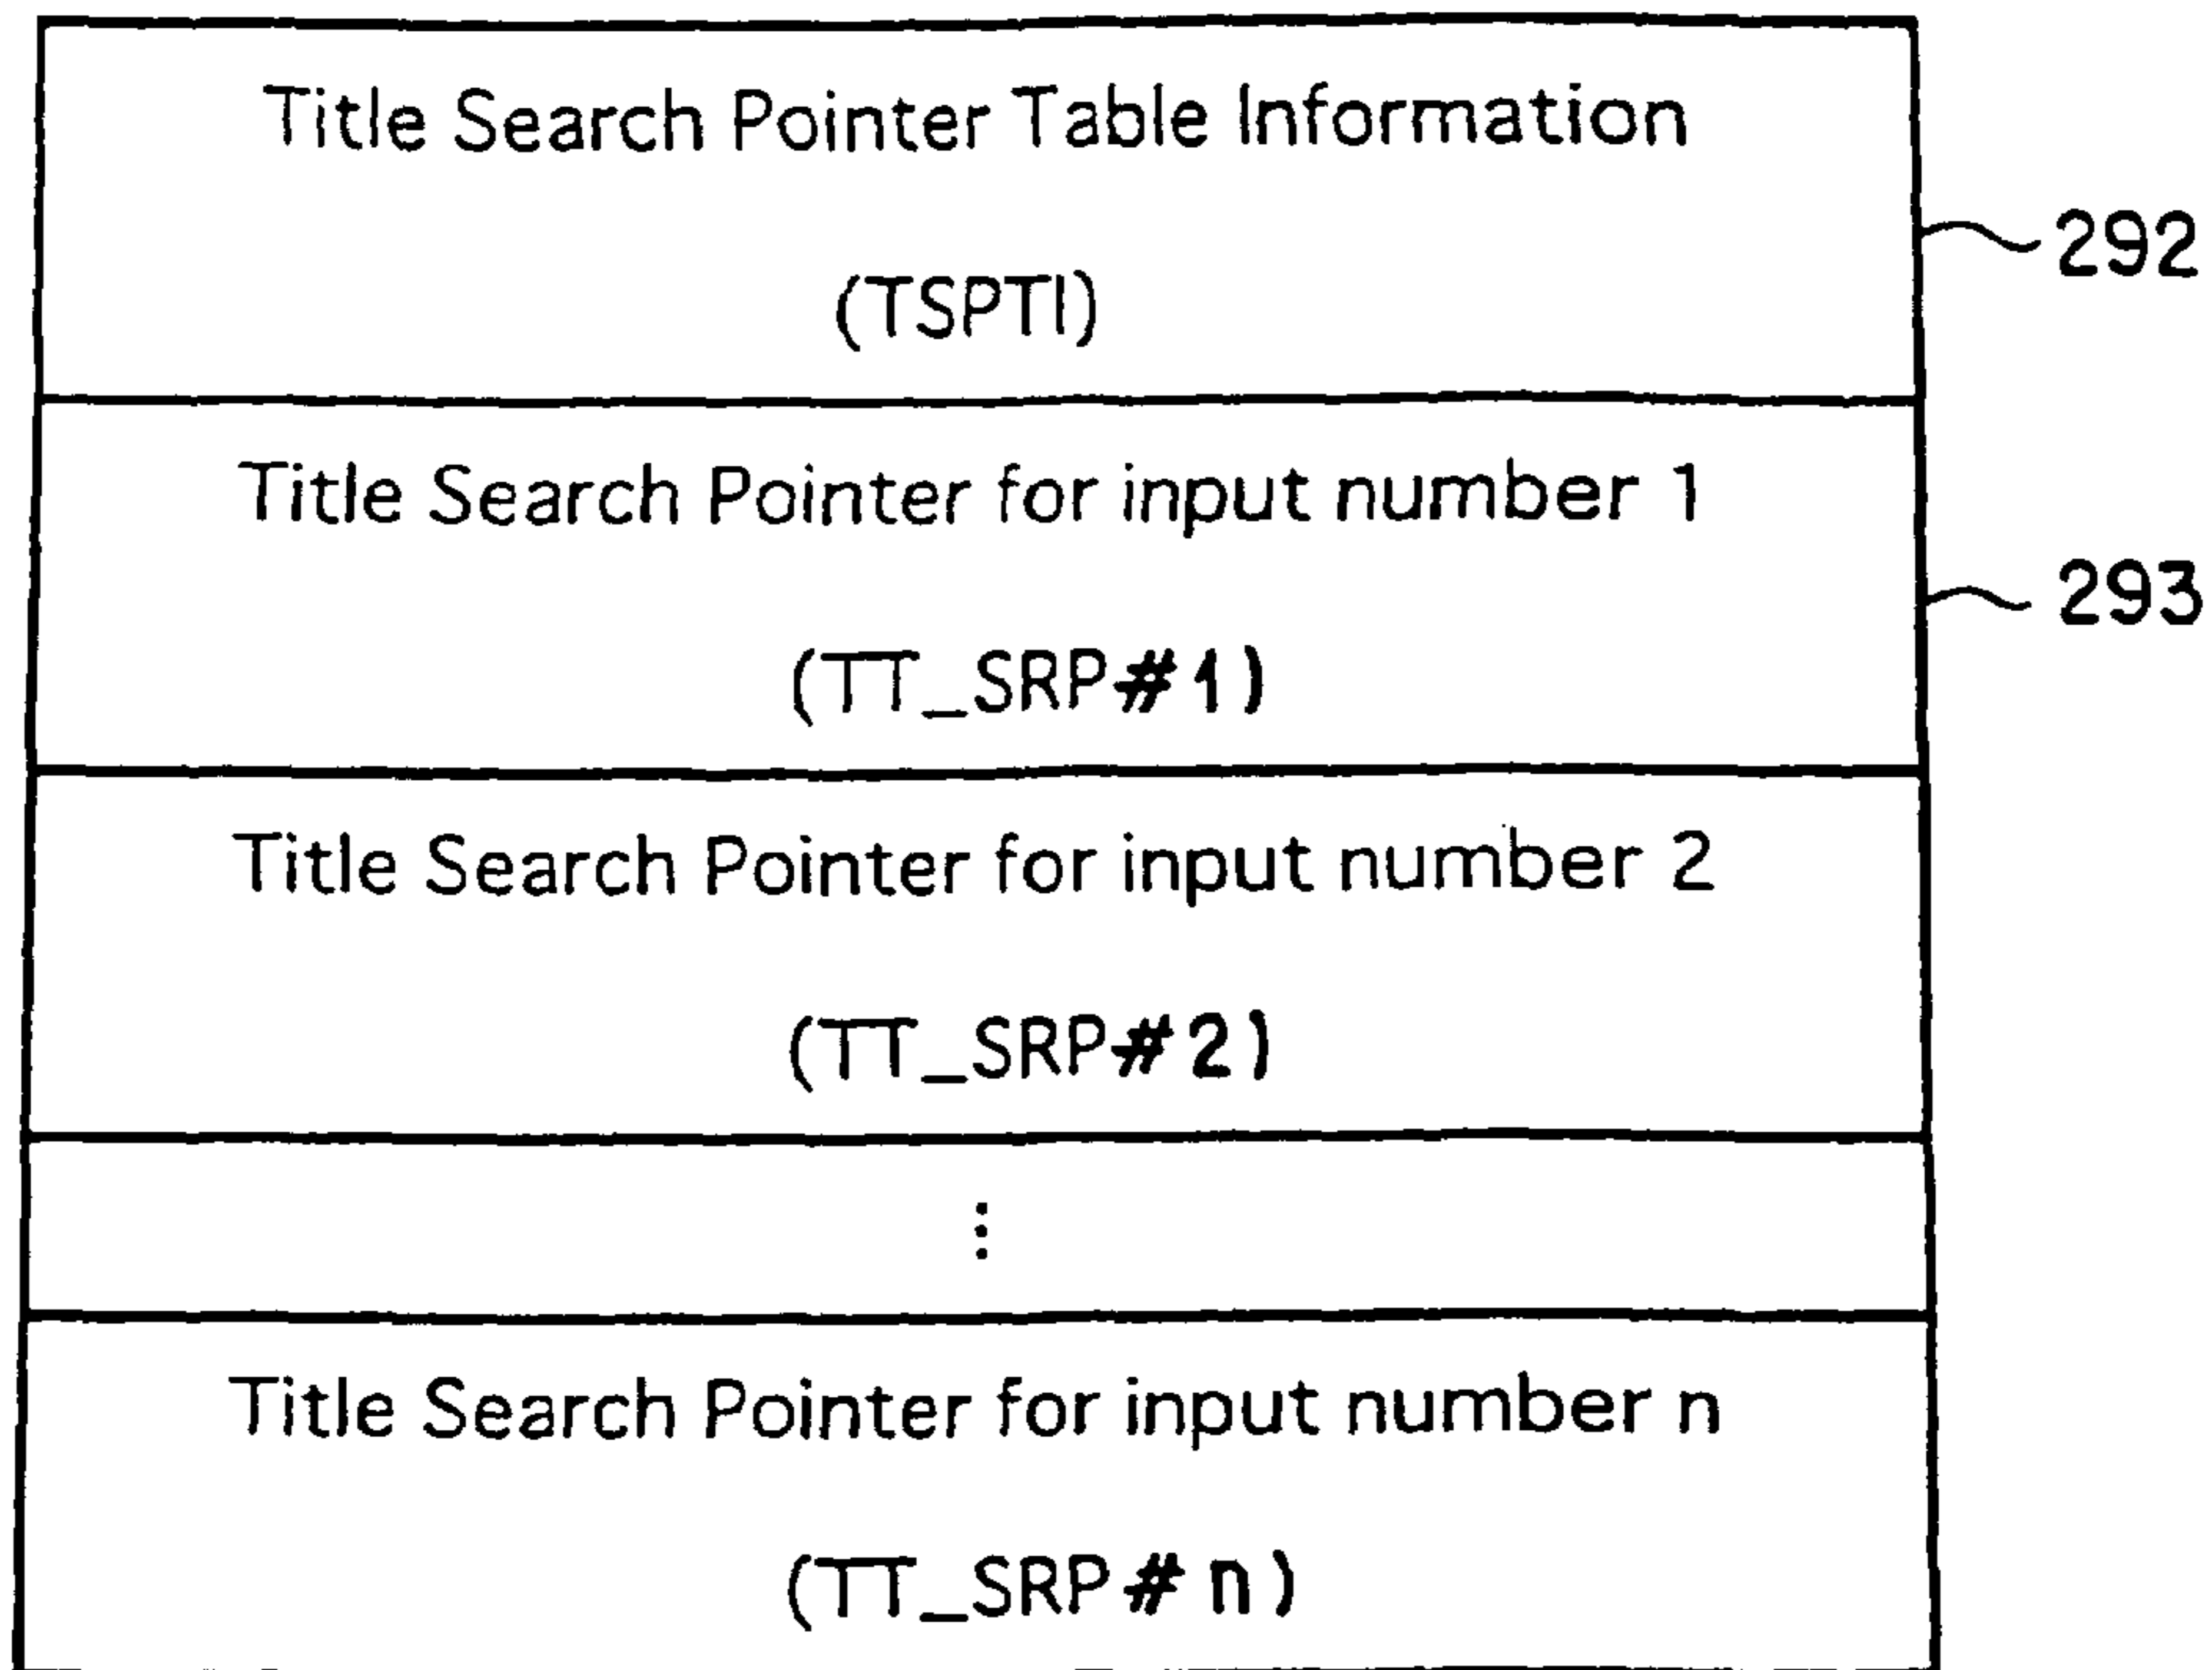 Title Search Pointer Table Information
292
(TSPTI)
Title Search Pointer for input number 1
293
(TT_SRP#1)
Title Search Pointer for input number 2
(TT_SRP#2)
⋮
Title Search Pointer for input number n
(TT_SRP#n)